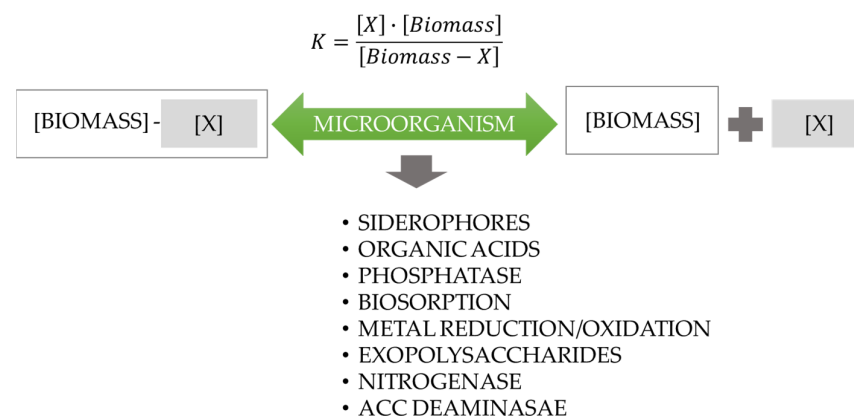 K = [X] · [Biomass] / [Biomass − X]
[BIOMASS] - [X] MICROORGANISM [BIOMASS] + [X]
• SIDEROPHORES
• ORGANIC ACIDS
• PHOSPHATASE
• BIOSORPTION
• METAL REDUCTION/OXIDATION
• EXOPOLYSACCHARIDES
• NITROGENASE
• ACC DEAMINASAE